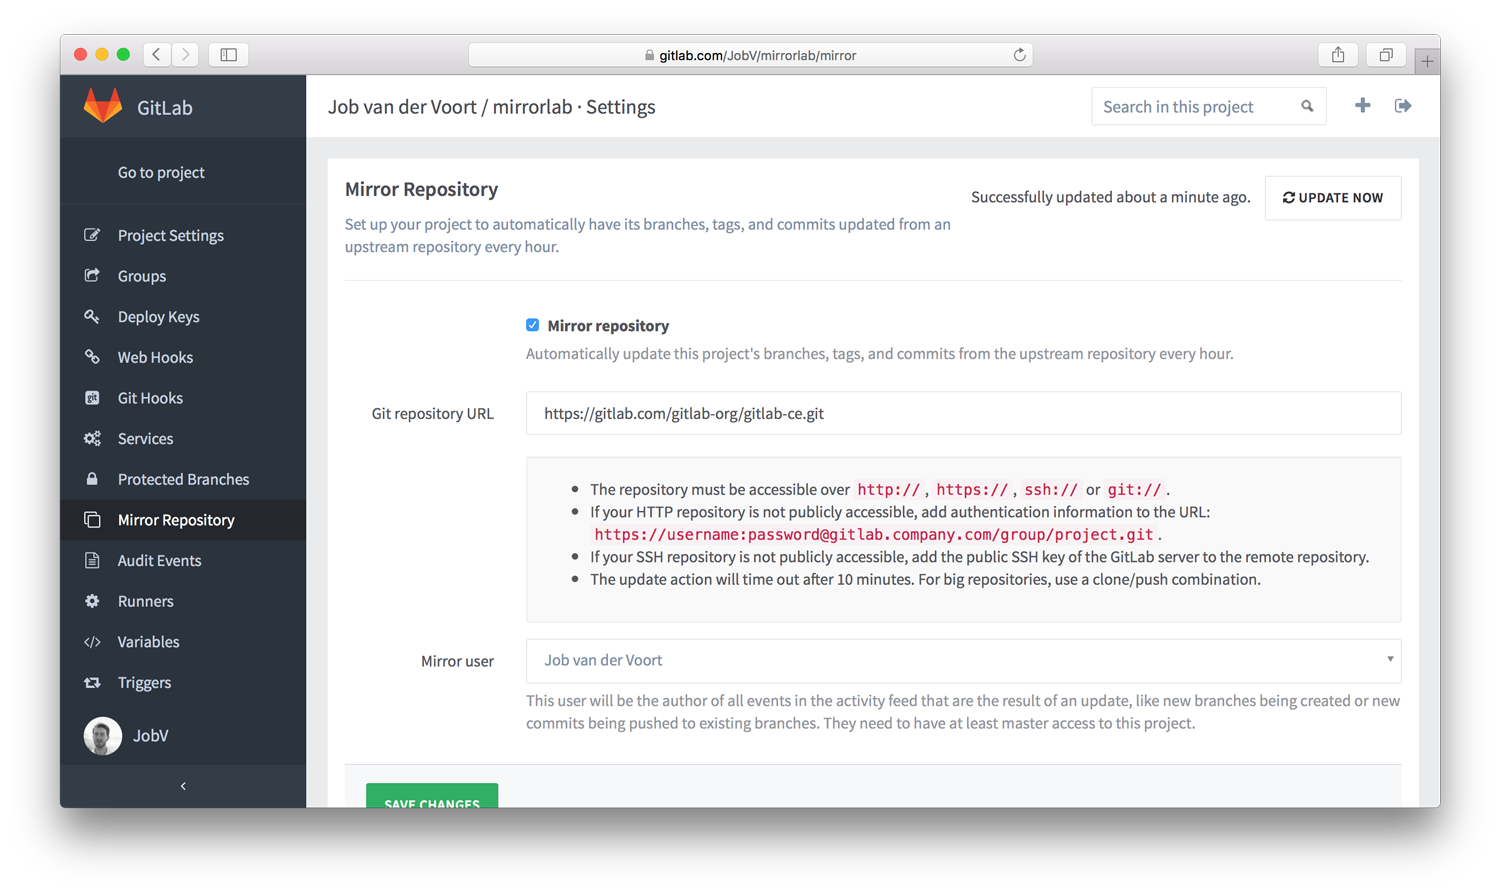 gitlab.com/JobV/mirrorlab/mirror
GitLab
Job van der Voort / mirrorlab · Settings
Search in this project
Go to project
Project Settings
Groups
Deploy Keys
Web Hooks
git
Git Hooks
Services
Protected Branches
Mirror Repository
Audit Events
Runners
Variables
Triggers
JobV
Mirror Repository
Set up your project to automatically have its branches, tags, and commits updated from an
upstream repository every hour.
Successfully updated about a minute ago.
UPDATE NOW
Mirror repository
Automatically update this project's branches, tags, and commits from the upstream repository every hour.
Git repository URL
https://gitlab.com/gitlab-org/gitlab-ce.git
The repository must be accessible over http://, https://, ssh:// or git://.
If your HTTP repository is not publicly accessible, add authentication information to the URL:
https://username:password@gitlab.company.com/group/project.git.
If your SSH repository is not publicly accessible, add the public SSH key of the GitLab server to the remote repository.
The update action will time out after 10 minutes. For big repositories, use a clone/push combination.
Mirror user
Job van der Voort
This user will be the author of all events in the activity feed that are the result of an update, like new branches being created or new
commits being pushed to existing branches. They need to have at least master access to this project.
SAVE CHANGES